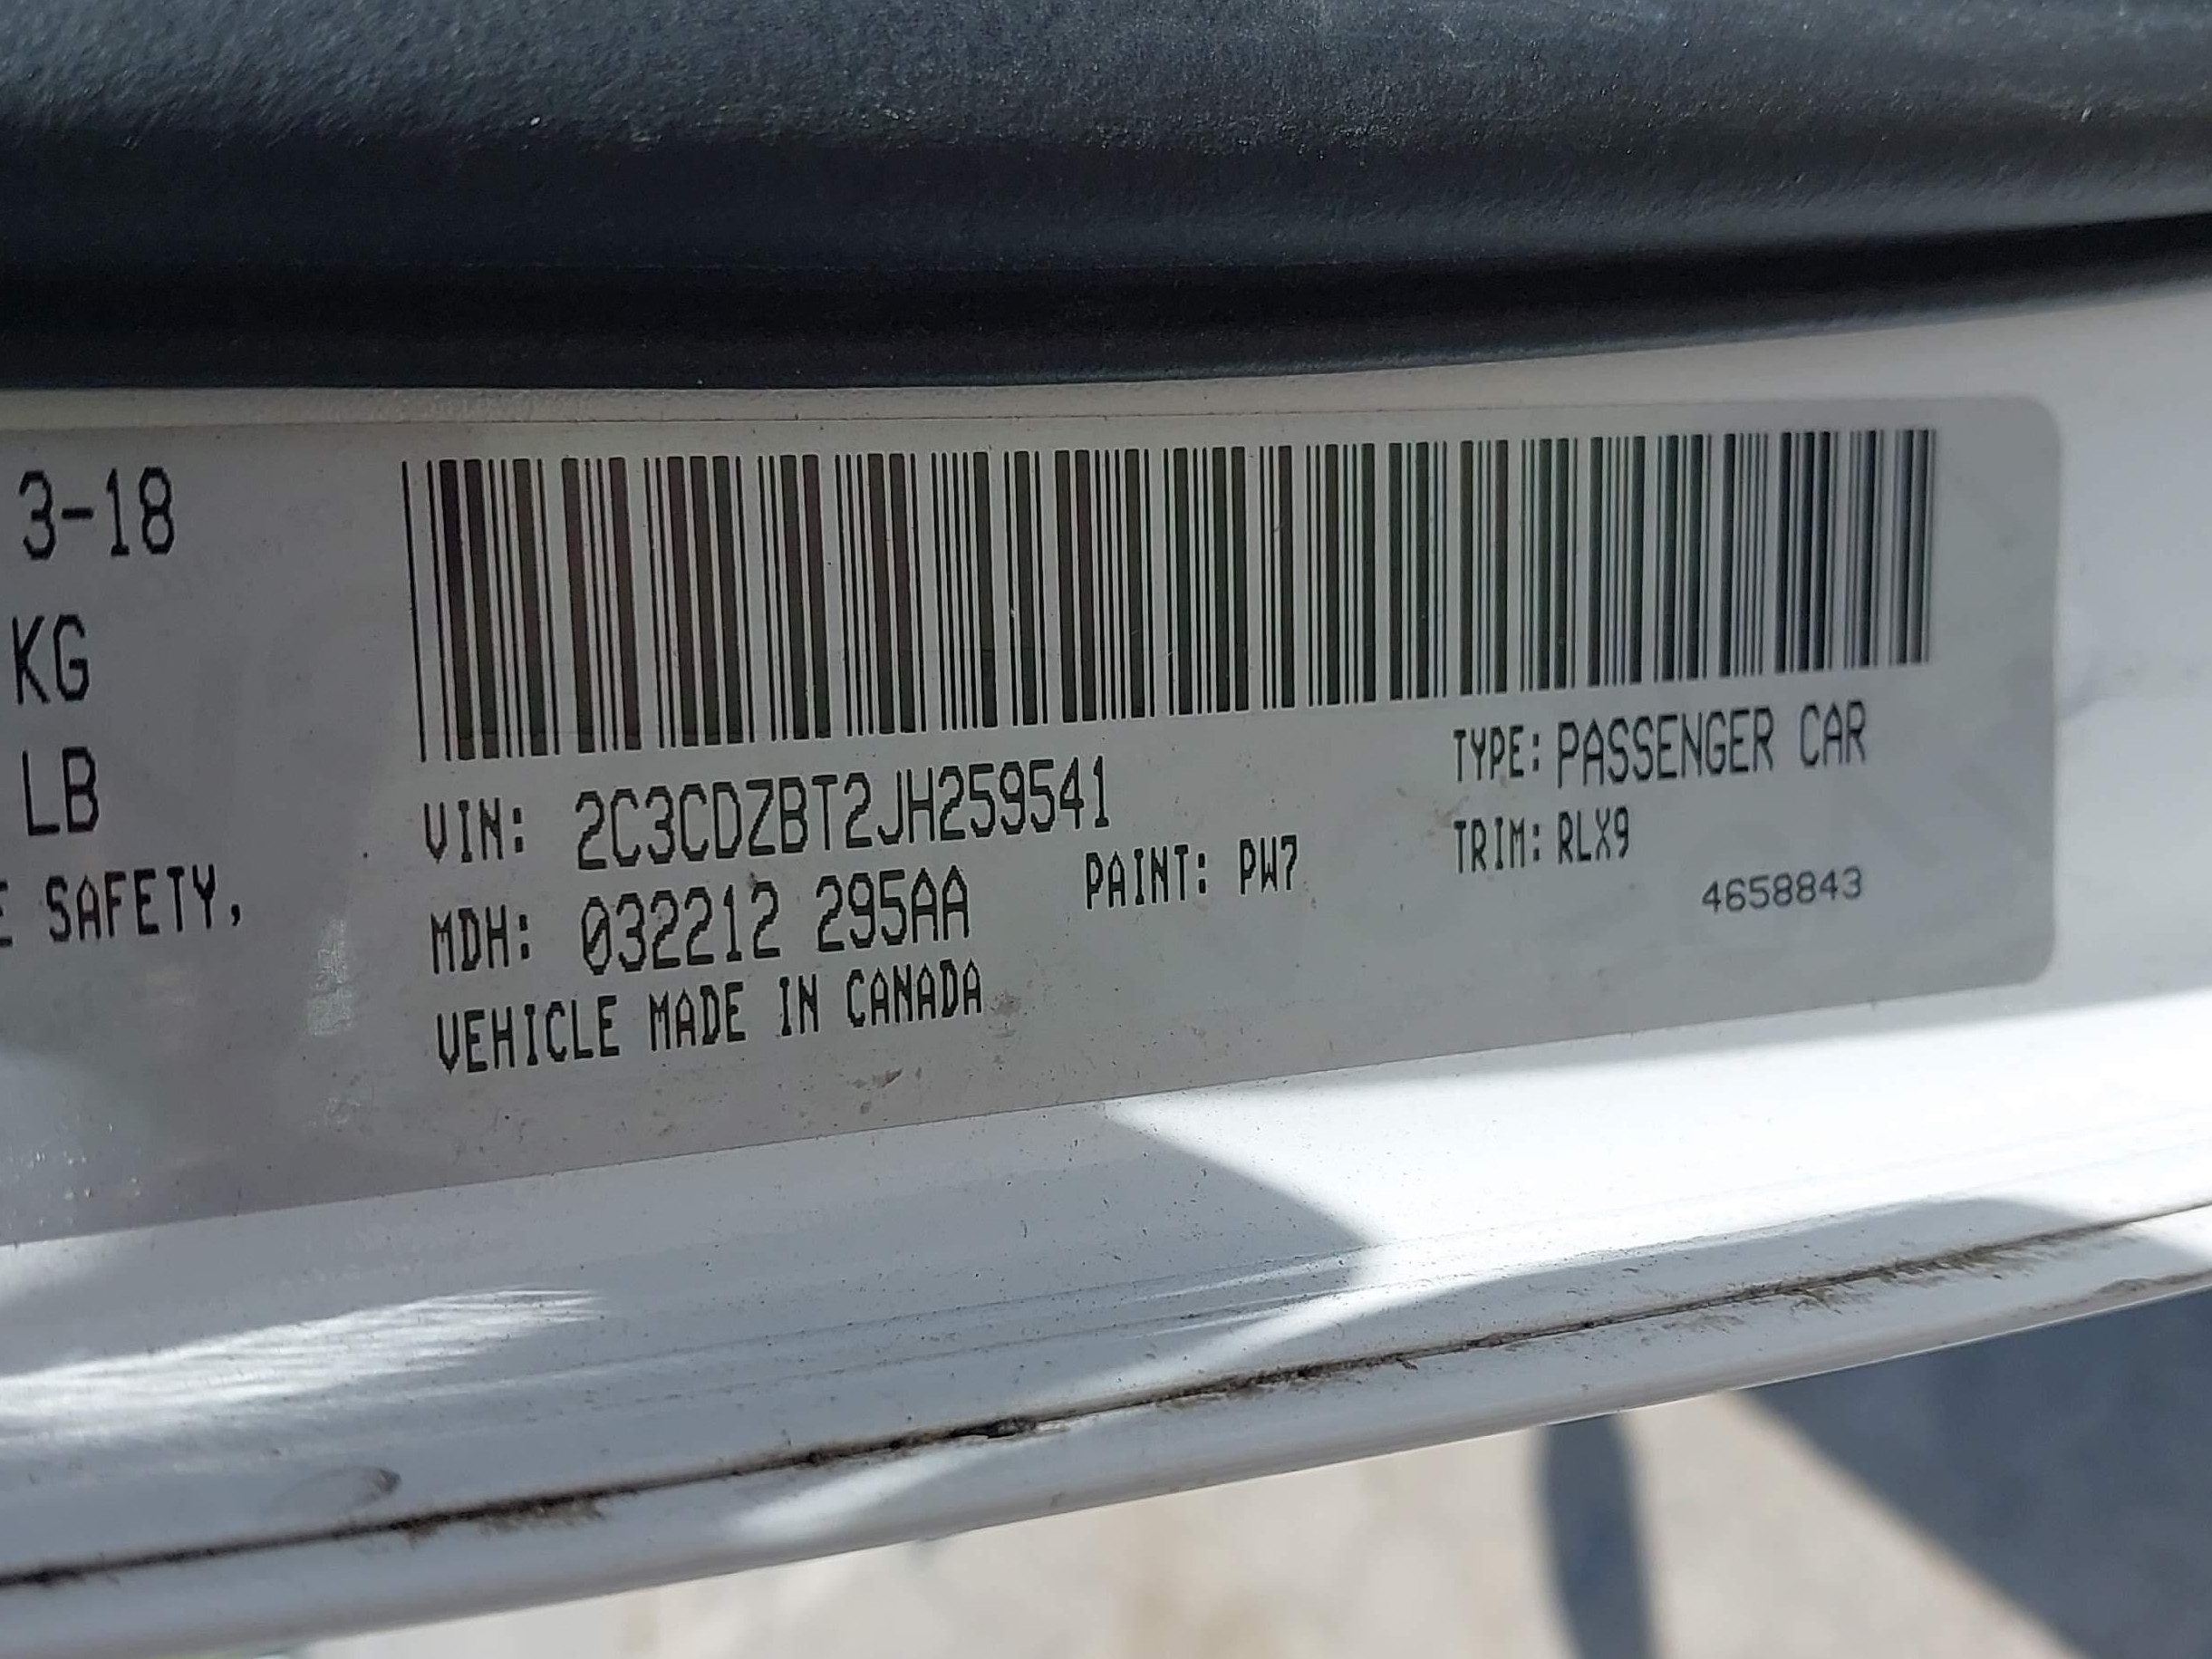 3-18
KG
LB
E SAFETY,
VIN: 2C3CDZBT2JH259541
TYPE: PASSENGER CAR
MDH: 032212 295AA PAINT: PW7 TRIM: RLX9
4658843
VEHICLE MADE IN CANADA